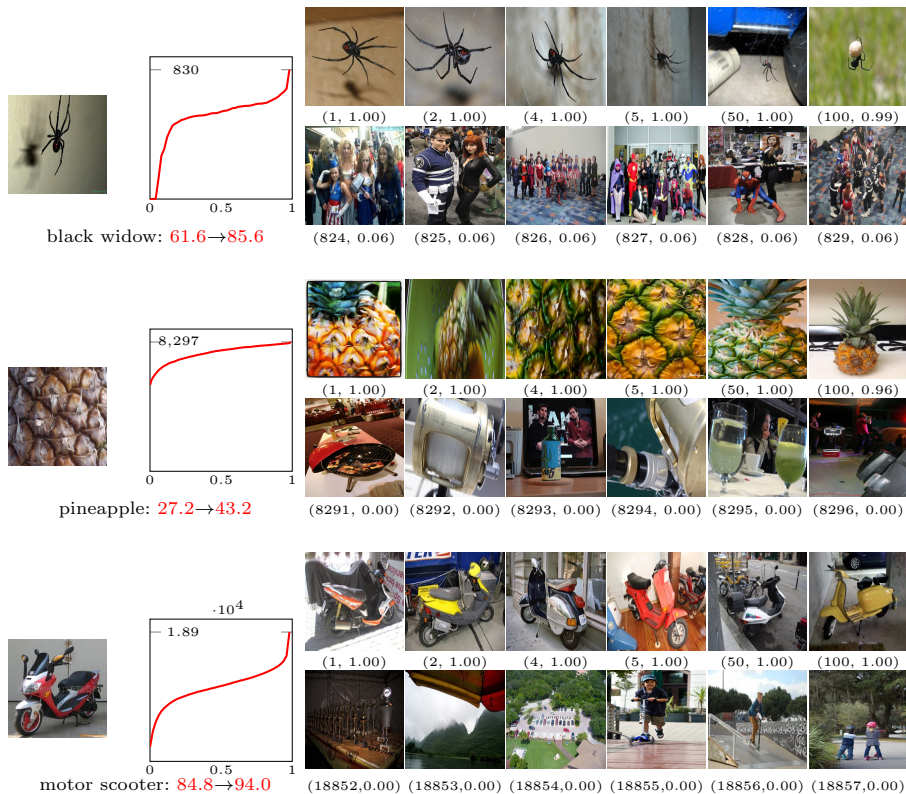 830
0 0.5 1
black widow: 61.6→85.6
(1, 1.00) (2, 1.00) (4, 1.00) (5, 1.00) (50, 1.00) (100, 0.99)
(824, 0.06) (825, 0.06) (826, 0.06) (827, 0.06) (828, 0.06) (829, 0.06)
8,297
0 0.5 1
pineapple: 27.2→43.2
(1, 1.00) (2, 1.00) (4, 1.00) (5, 1.00) (50, 1.00) (100, 0.96)
(8291, 0.00) (8292, 0.00) (8293, 0.00) (8294, 0.00) (8295, 0.00) (8296, 0.00)
·10⁴
1.89
0 0.5 1
motor scooter: 84.8→94.0
(1, 1.00) (2, 1.00) (4, 1.00) (5, 1.00) (50, 1.00) (100, 1.00)
(18852,0.00) (18853,0.00) (18854,0.00) (18855,0.00) (18856,0.00) (18857,0.00)